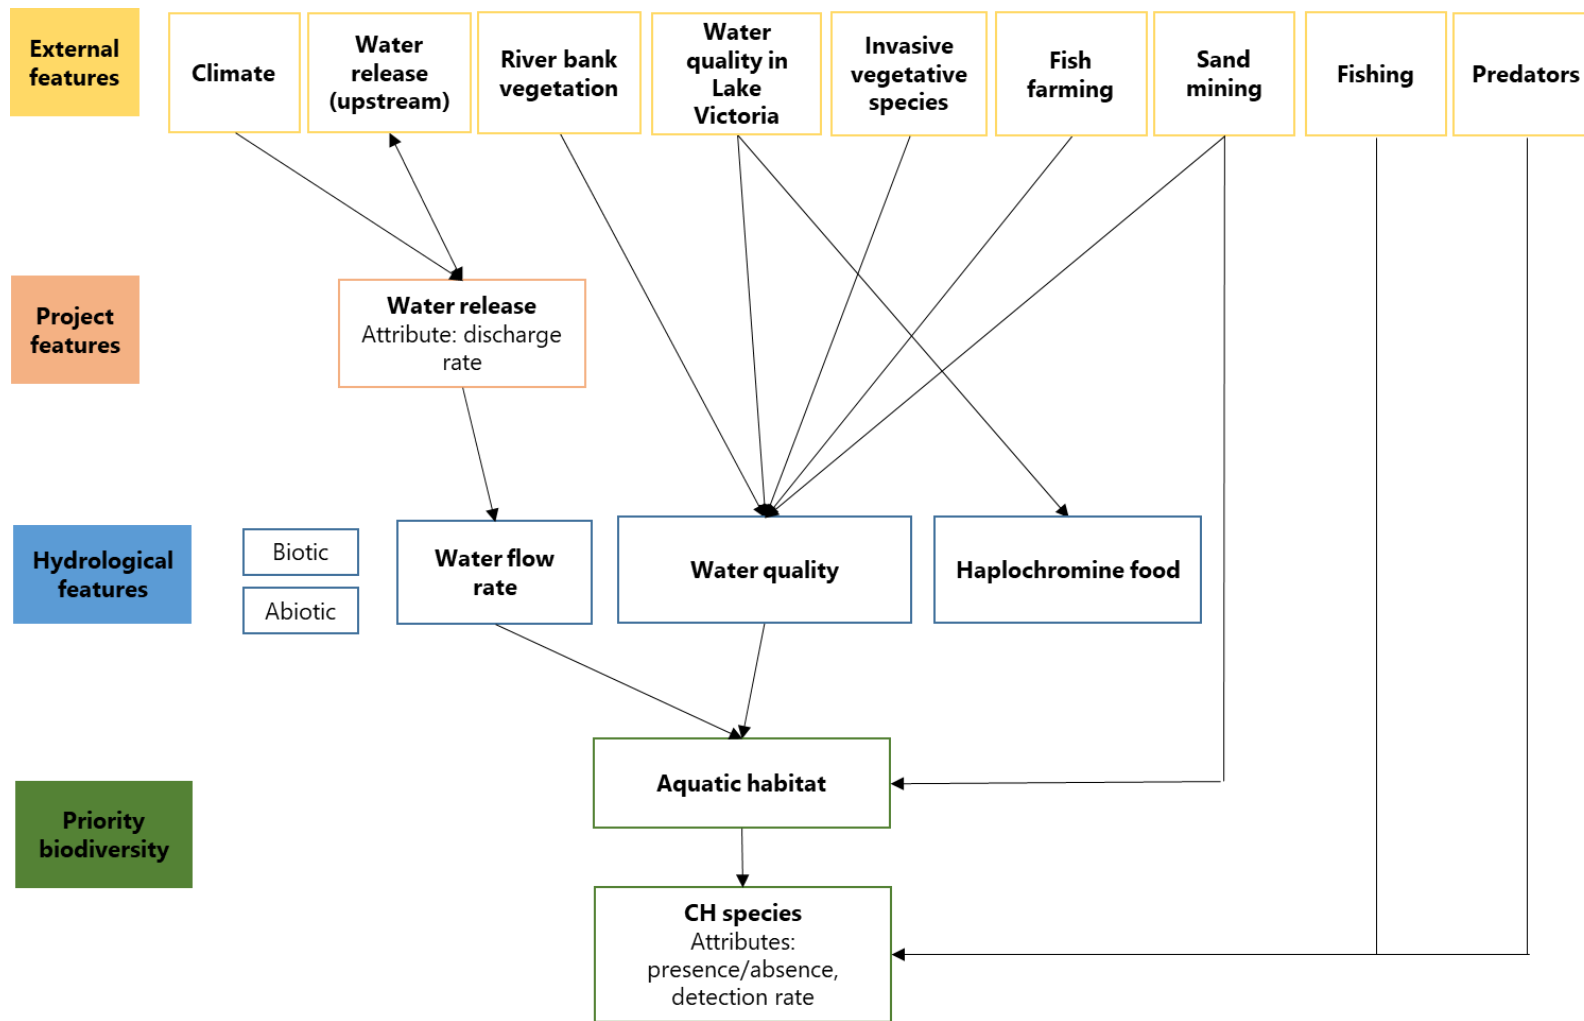 External
features
Climate
Water
release
(upstream)
River bank
vegetation
Water
quality in
Lake
Victoria
Invasive
vegetative
species
Fish
farming
Sand
mining
Fishing
Predators
Project
features
Water release
Attribute: discharge
rate
Hydrological
features
Biotic
Abiotic
Water flow
rate
Water quality
Haplochromine food
Priority
biodiversity
Aquatic habitat
CH species
Attributes:
presence/absence,
detection rate